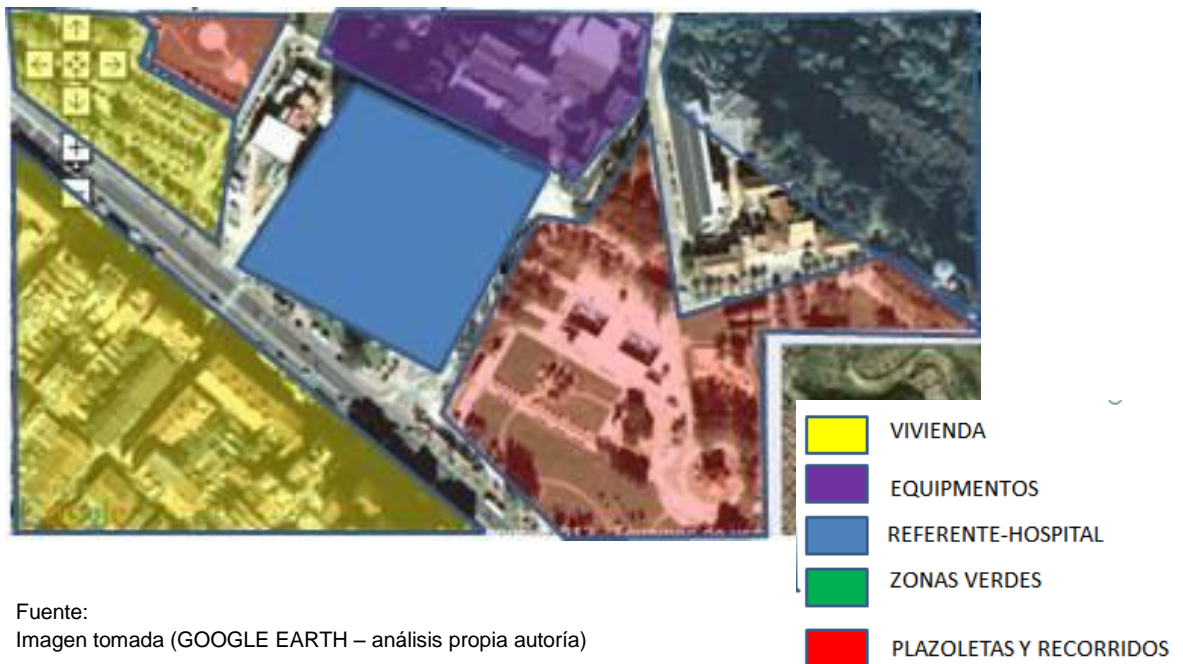 VIVIENDA
EQUIPMENTOS
REFERENTE-HOSPITAL
ZONAS VERDES
PLAZOLETAS Y RECORRIDOS
Fuente:
Imagen tomada (GOOGLE EARTH – análisis propia autoría)